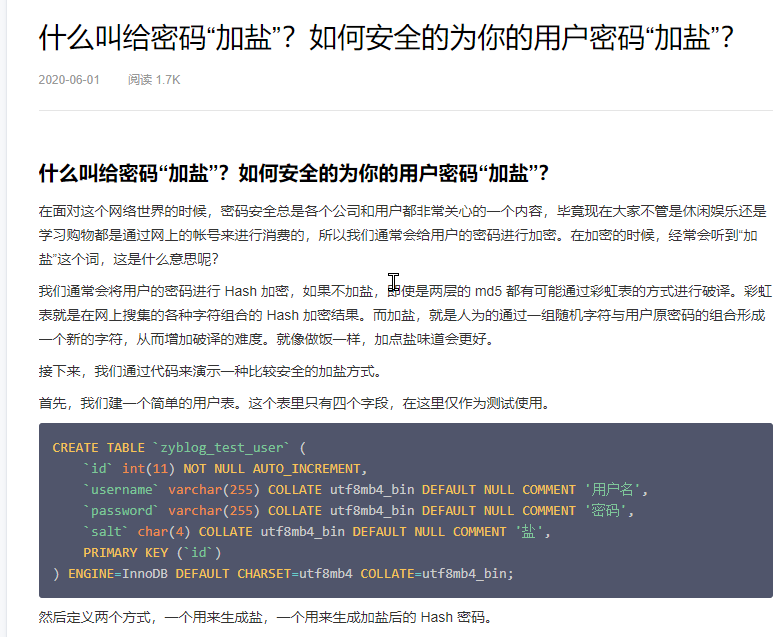 什么叫给密码“加盐”？如何安全的为你的用户密码“加盐”？
2020-06-01 阅读 1.7K
什么叫给密码“加盐”？如何安全的为你的用户密码“加盐”？
在面对这个网络世界的时候，密码安全总是各个公司和用户都非常关心的一个内容，毕竟现在大家不管是休闲娱乐还是
学习购物都是通过网上的帐号来进行消费的，所以我们通常会给用户的密码进行加密。在加密的时候，经常会听到“加
盐”这个词，这是什么意思呢？
我们通常会将用户的密码进行 Hash 加密，如果不加盐，即使是两层的 md5 都有可能通过彩虹表的方式进行破译。彩虹
表就是在网上搜集的各种字符组合的 Hash 加密结果。而加盐，就是人为的通过一组随机字符与用户原密码的组合形成
一个新的字符，从而增加破译的难度。就像做饭一样，加点盐味道会更好。
接下来，我们通过代码来演示一种比较安全的加盐方式。
首先，我们建一个简单的用户表。这个表里只有四个字段，在这里仅作为测试使用。
CREATE TABLE `zyblog_test_user` (
`id` int(11) NOT NULL AUTO_INCREMENT,
`username` varchar(255) COLLATE utf8mb4_bin DEFAULT NULL COMMENT '用户名',
`password` varchar(255) COLLATE utf8mb4_bin DEFAULT NULL COMMENT '密码',
`salt` char(4) COLLATE utf8mb4_bin DEFAULT NULL COMMENT '盐',
PRIMARY KEY (`id`)
) ENGINE=InnoDB DEFAULT CHARSET=utf8mb4 COLLATE=utf8mb4_bin;
然后定义两个方式，一个用来生成盐，一个用来生成加盐后的 Hash 密码。